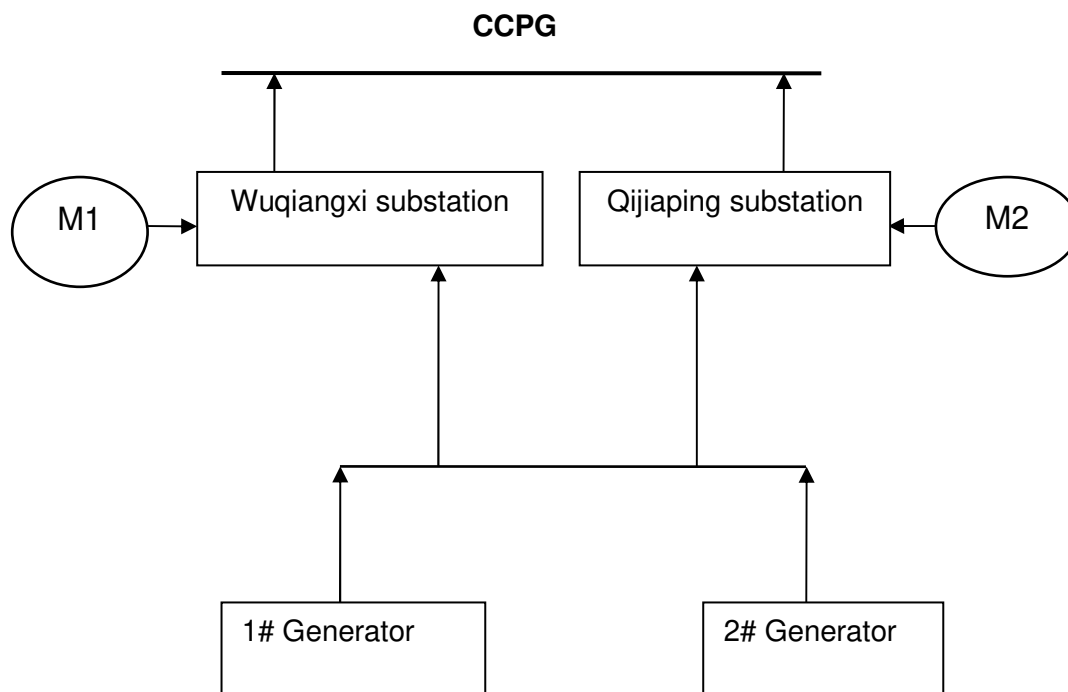 CCPG
Wuqiangxi substation
Qijiaping substation
M1
M2
1# Generator
2# Generator